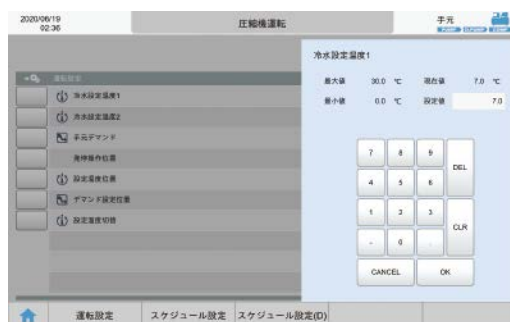 2020/06/19
02:36
圧縮機運転
手元
冷水設定温度1
最大値 30.0 ℃ 現在値 7.0 ℃
最小値 0.0 ℃ 設定値 7.0
運転設定
冷水設定温度1
冷水設定温度2
手元デマンド
発停操作位置
設定温度位置
デマンド設定位置
設定温度切替
7 8 9 DEL
4 5 6
1 2 3 CLR
- 0 .
CANCEL OK
運転設定 スケジュール設定 スケジュール設定(D)